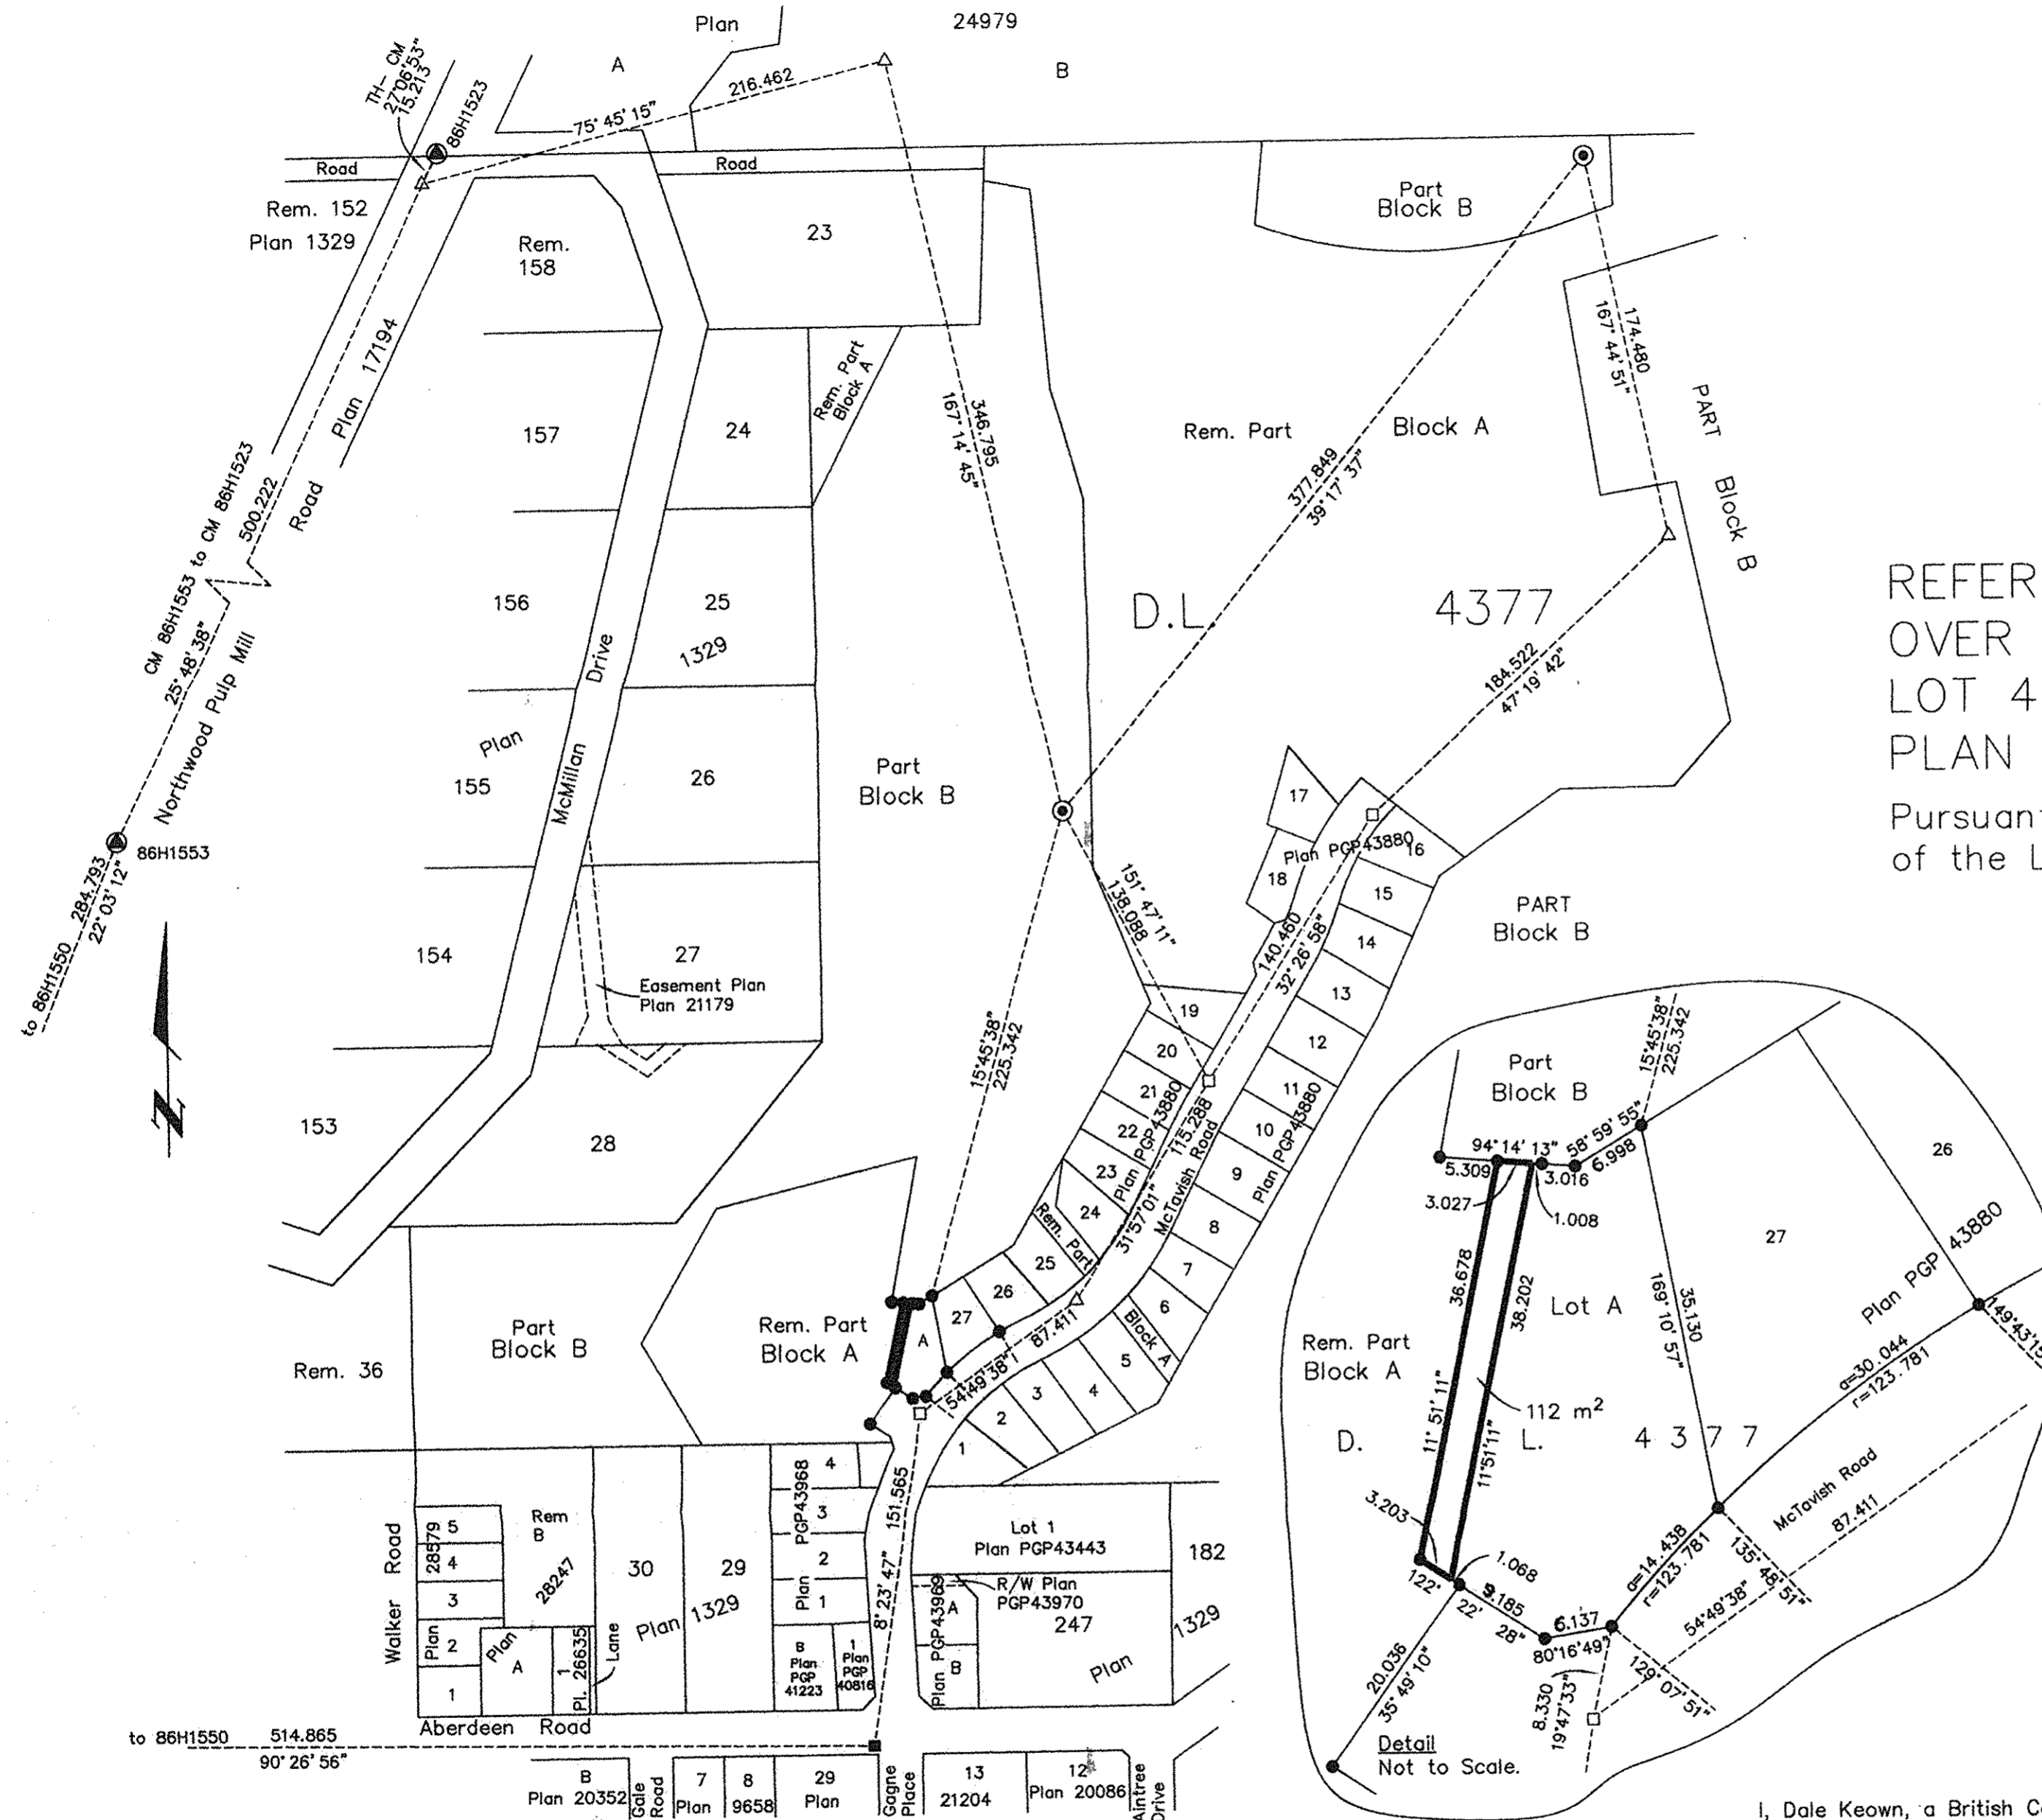 Plan
24979
A
B
TH- CM
27°06'53"
15.213
86H1523
75°45'15"
216.462
Road
Road
Rem. 152
Plan 1329
Rem.
158
23
Part
Block B
Plan 17194
Road
CM 86H1553 to CM 86H1523
500.222
25°48'38"
Northwood Pulp Mill
86H1553
to 86H1550
284.793
22°03'12"
157
24
Rem. Part
Block A
346.795
167°14'45"
Rem. Part
Block A
377.849
39°17'37"
174.480
167°44'51"
PART
Block B
156
25
1329
McMillan Drive
D.L.
4377
184.522
47°19'42"
Plan
155
26
Part
Block B
REFER
OVER
LOT 4
PLAN
Pursuant
of the L
154
27
Easement Plan
Plan 21179
151°47'11"
138.088
17
Plan PGP43880
16
18
15
14
140.460
32°26'58"
13
PART
Block B
19
12
20
11
21
10
22
9
23
8
24
7
25
6
26
5
27
4
3
2
1
Plan PGP43880
115.288
31°57'01"
McTavish Road
Plan PGP43880
Rem. Part
Block A
15°45'38"
225.342
N
153
28
87.411
54°49'38"
A
Part
Block B
Rem. Part
Block A
Rem. 36
151.565
8°23'47"
Walker Road
28579
Plan
5
4
3
2
1
Rem
B
28247
Plan
A
1
Pl. 26635
Lane
30
29
Plan 1329
PGP43968
Plan
4
3
2
1
B
Plan
PGP
41223
1
Plan
PGP
40816
Lot 1
Plan PGP43443
182
R/W Plan
PGP43970
Plan PGP43969
A
B
247
1329
Plan
Aberdeen Road
to 86H1550 514.865
90°26'56"
B
Plan 20352
Gale
Road
7
Plan
8
9658
29
Plan
Gagne
Place
13
21204
12
Plan 20086
Aintree
Drive
Part
Block B
15°45'38"
225.342
94°14'13"
58°59'55"
5.309
3.016
6.998
3.027
1.008
26
27
36.678
11°51'11"
38.202
11°51'11"
Lot A
35.130
169°10'57"
Plan PGP 43880
149°43'15
a=30.044
r=123.781
Rem. Part
Block A
112 m²
D. L. 4377
McTavish Road
87.411
3.203
1.068
122° 22' 28"
9.185
6.137
80°16'49"
a=14.438
r=123.781
135°48'51"
54°49'38"
129°07'51"
8.330
19°47'33"
20.036
35°49'10"
Detail
Not to Scale.
I, Dale Keown, a British C